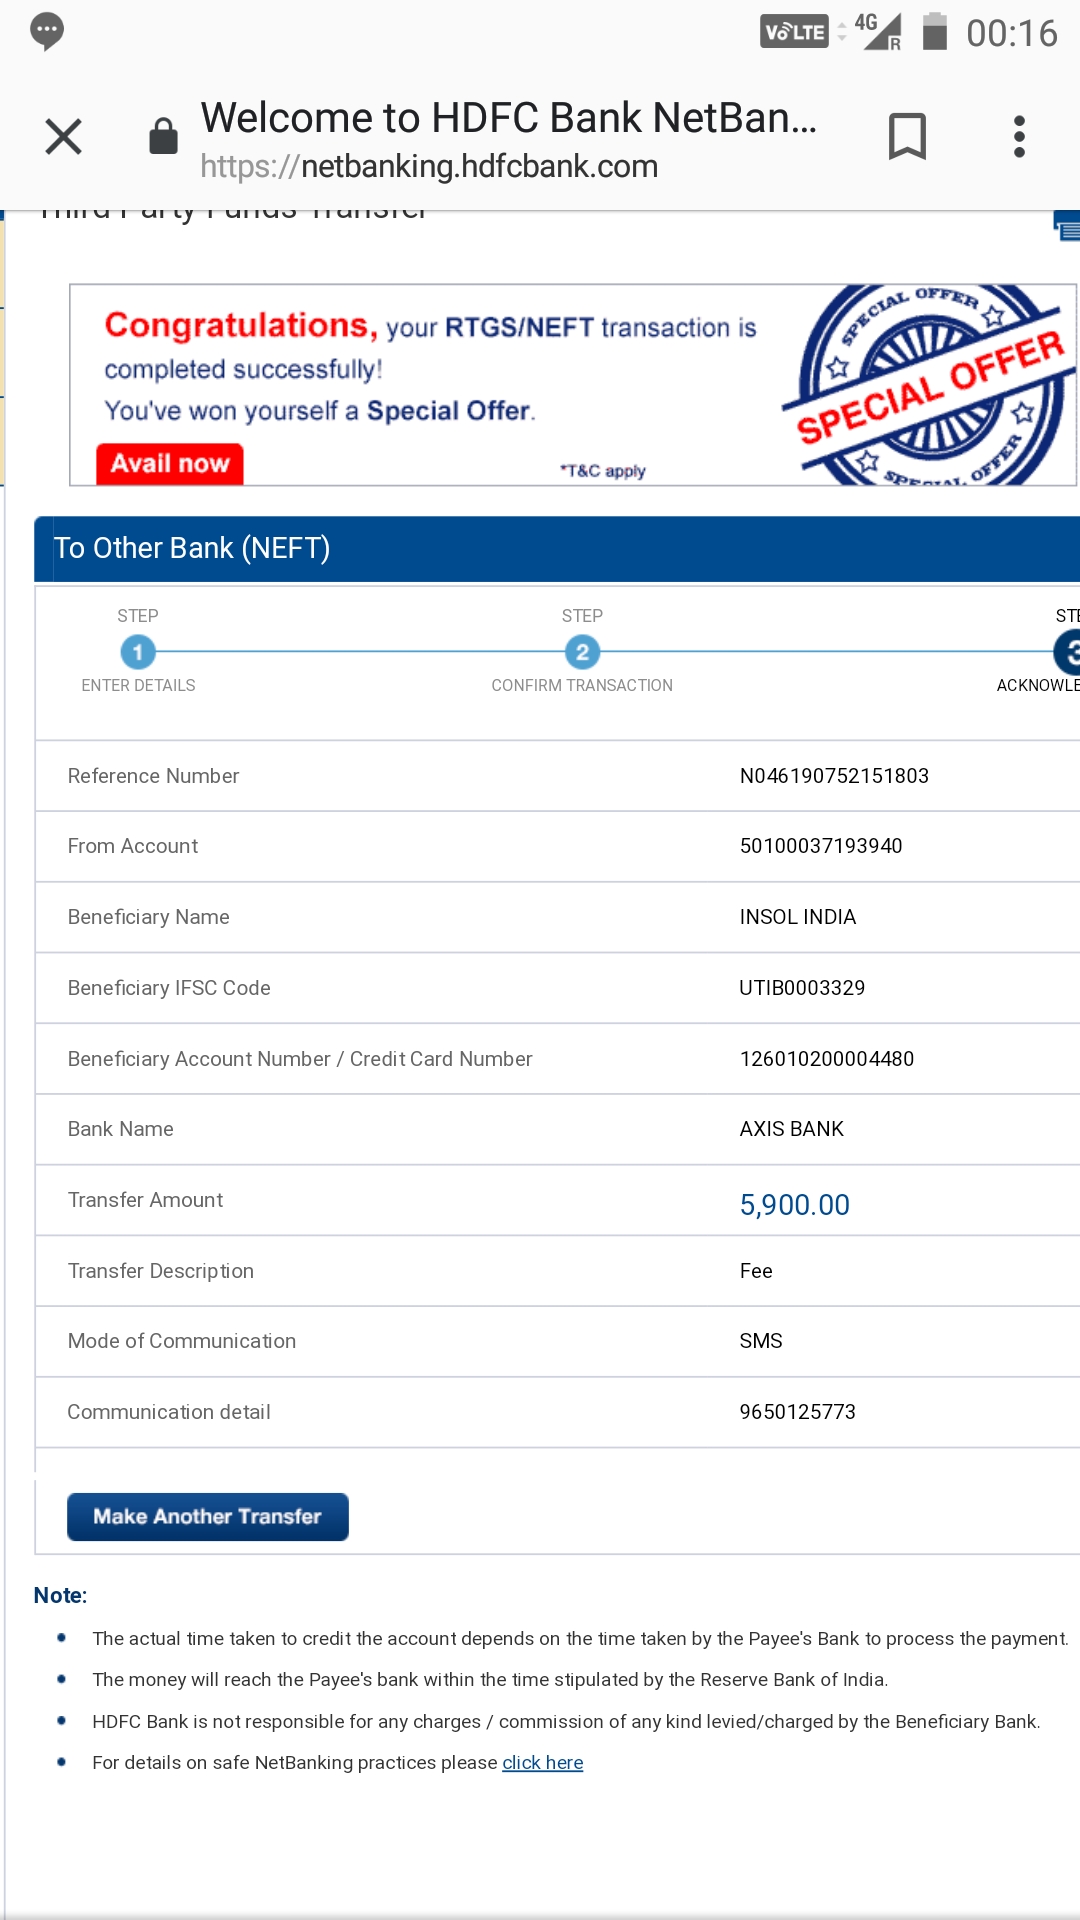 VoLTE 4G R 00:16
Welcome to HDFC Bank NetBan...
https://netbanking.hdfcbank.com
Third Party Funds Transfer
Congratulations, your RTGS/NEFT transaction is
completed successfully!
You've won yourself a Special Offer.
Avail now
*T&C apply
SPECIAL OFFER
SPECIAL OFFER
SPECIAL OFFER
To Other Bank (NEFT)
STEP STEP STE
1 2 3
ENTER DETAILS CONFIRM TRANSACTION ACKNOWLE
Reference Number N046190752151803
From Account 50100037193940
Beneficiary Name INSOL INDIA
Beneficiary IFSC Code UTIB0003329
Beneficiary Account Number / Credit Card Number 126010200004480
Bank Name AXIS BANK
Transfer Amount 5,900.00
Transfer Description Fee
Mode of Communication SMS
Communication detail 9650125773
Make Another Transfer
Note:
The actual time taken to credit the account depends on the time taken by the Payee's Bank to process the payment.
The money will reach the Payee's bank within the time stipulated by the Reserve Bank of India.
HDFC Bank is not responsible for any charges / commission of any kind levied/charged by the Beneficiary Bank.
For details on safe NetBanking practices please click here